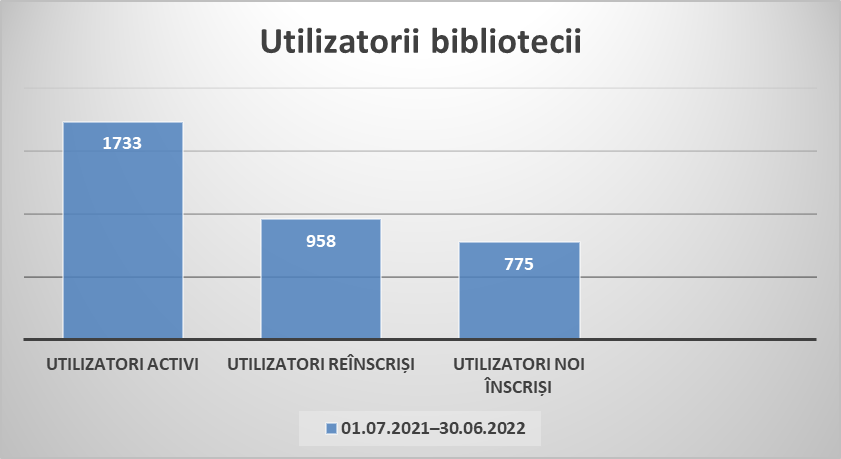 Utilizatorii bibliotecii
1733
958
775
UTILIZATORI ACTIVI
UTILIZATORI REÎNSCRIȘI
UTILIZATORI NOI
ÎNSCRIȘI
01.07.2021–30.06.2022